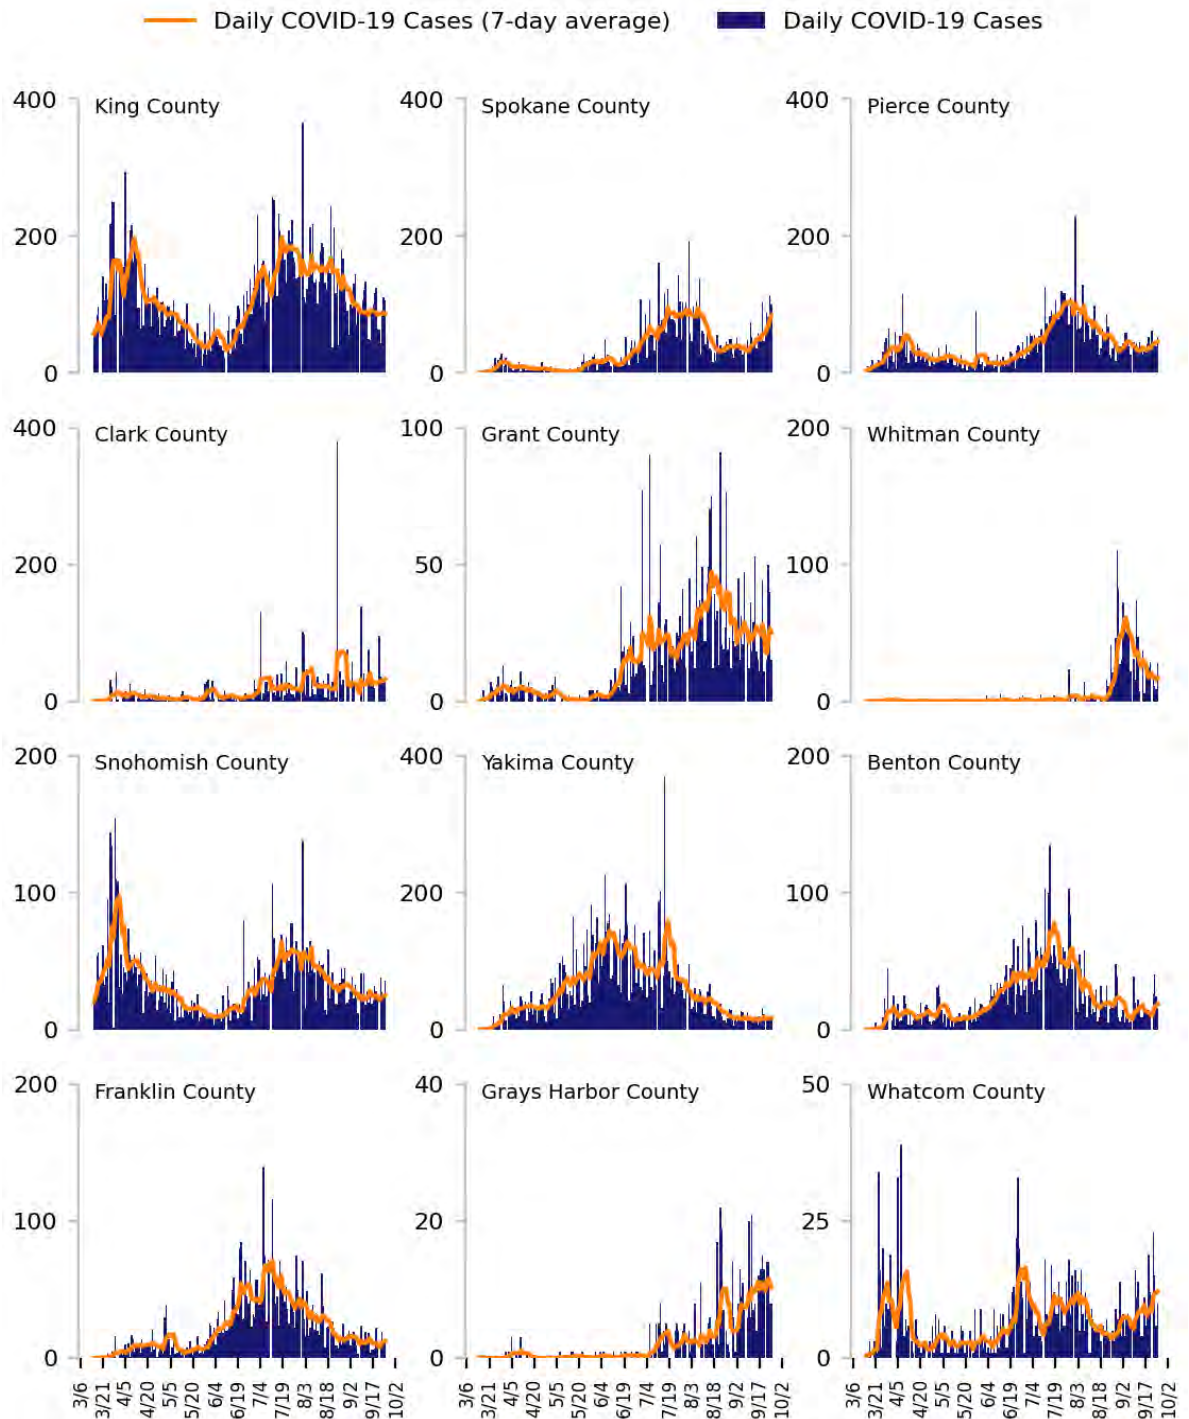 Daily COVID-19 Cases (7-day average) Daily COVID-19 Cases
400 King County 400 Spokane County 400 Pierce County
200 200 200
0 0 0
400 Clark County 100 Grant County 200 Whitman County
200 50 100
0 0 0
200 Snohomish County 400 Yakima County 200 Benton County
100 200 100
0 0 0
200 Franklin County 40 Grays Harbor County 50 Whatcom County
100 20 25
0 0 0
3/6 3/21 4/5 4/20 5/5 5/20 6/4 6/19 7/4 7/19 8/3 8/18 9/2 9/17 10/2 3/6 3/21 4/5 4/20 5/5 5/20 6/4 6/19 7/4 7/19 8/3 8/18 9/2 9/17 10/2 3/6 3/21 4/5 4/20 5/5 5/20 6/4 6/19 7/4 7/19 8/3 8/18 9/2 9/17 10/2